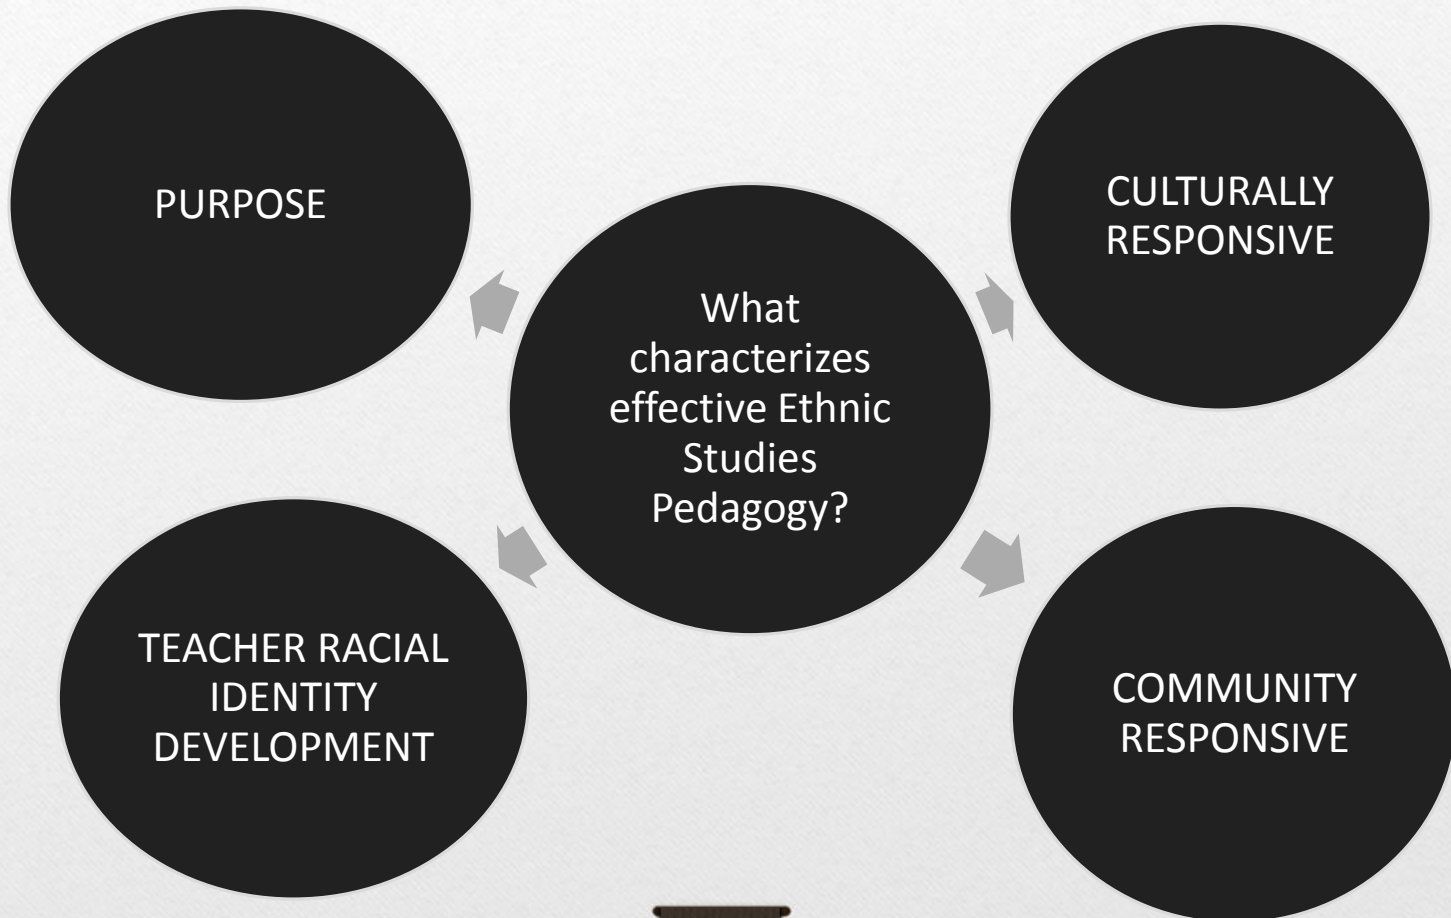 PURPOSE
CULTURALLY
RESPONSIVE
What
characterizes
effective Ethnic
Studies
Pedagogy?
TEACHER RACIAL
IDENTITY
DEVELOPMENT
COMMUNITY
RESPONSIVE